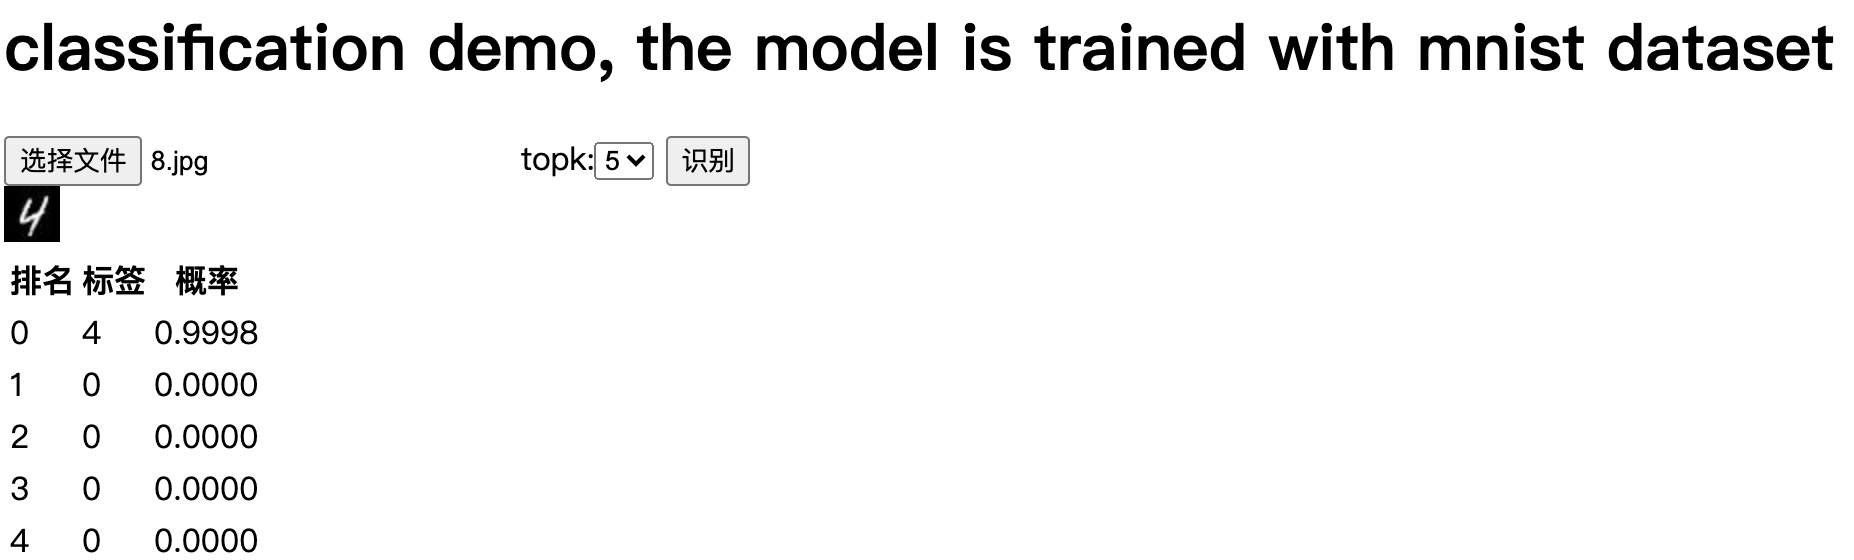 classification demo, the model is trained with mnist dataset
选择文件 8.jpg topk: 5 识别
4
排名 标签 概率
0 4 0.9998
1 0 0.0000
2 0 0.0000
3 0 0.0000
4 0 0.0000